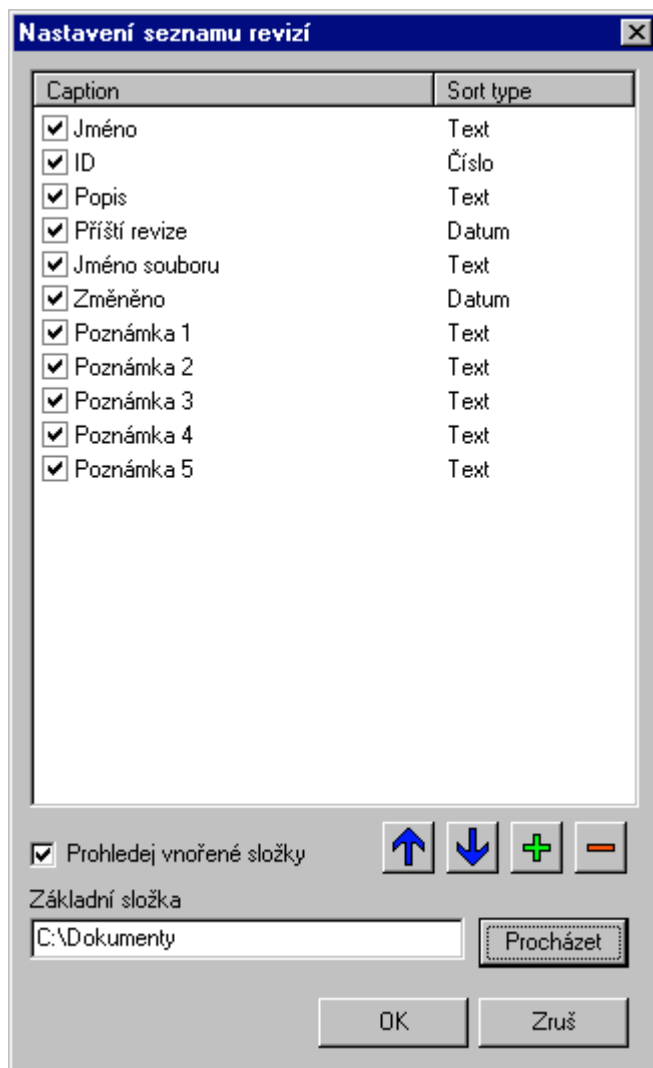 Nastavení seznamu revizí
Caption Sort type
Jméno Text
ID Číslo
Popis Text
Příští revize Datum
Jméno souboru Text
Změněno Datum
Poznámka 1 Text
Poznámka 2 Text
Poznámka 3 Text
Poznámka 4 Text
Poznámka 5 Text
Prohledej vnořené složky
Základní složka
C:\Dokumenty Procházet
OK Zruš